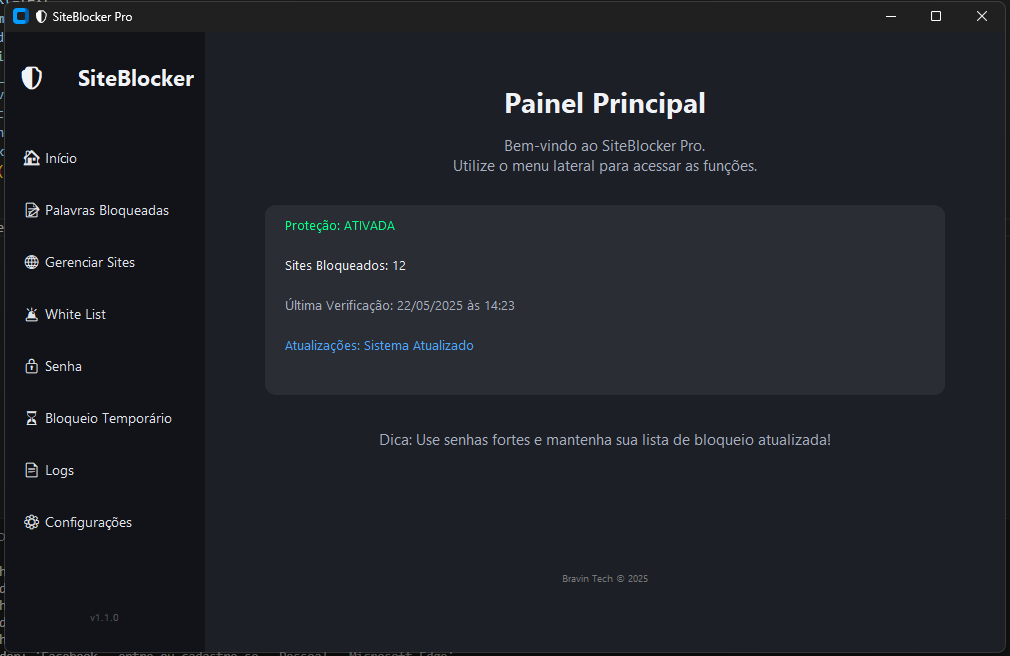 SiteBlocker Pro
SiteBlocker
Início
Palavras Bloqueadas
Gerenciar Sites
White List
Senha
Bloqueio Temporário
Logs
Configurações
v1.1.0
Painel Principal
Bem-vindo ao SiteBlocker Pro.
Utilize o menu lateral para acessar as funções.
Proteção: ATIVADA
Sites Bloqueados: 12
Última Verificação: 22/05/2025 às 14:23
Atualizações: Sistema Atualizado
Dica: Use senhas fortes e mantenha sua lista de bloqueio atualizada!
Bravin Tech © 2025